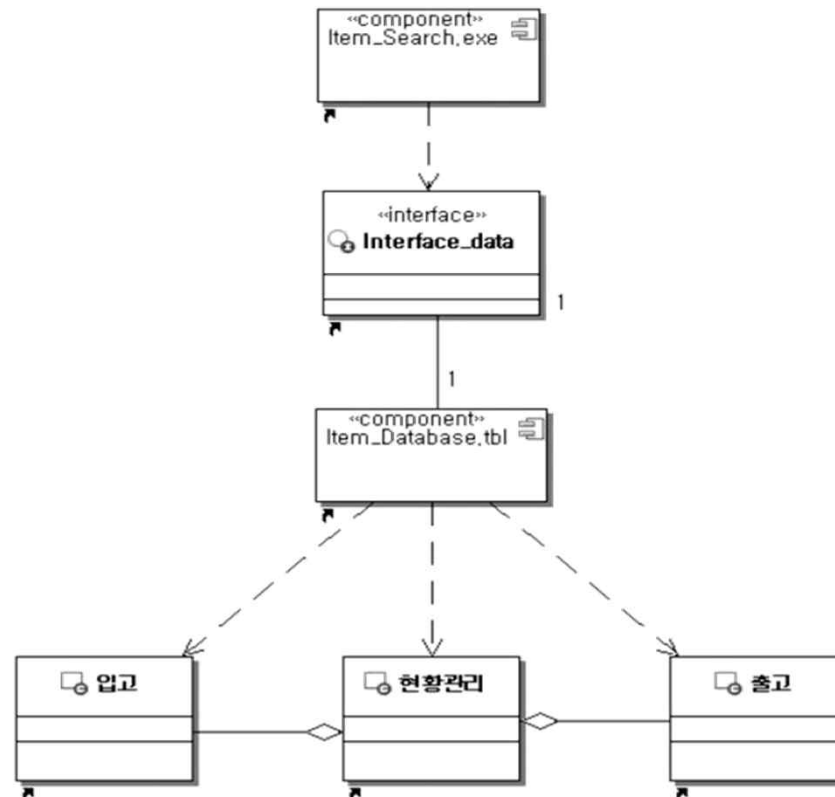 «component»
Item_Search.exe
«interface»
Interface_data
1
1
«component»
Item_Database.tbl
입고
현황관리
출고